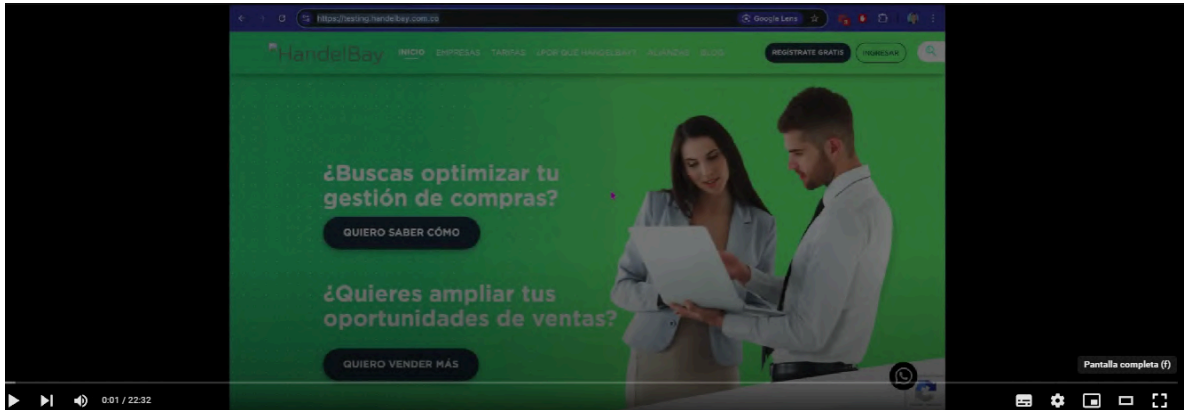 https://testing.handelbay.com.co
Google Lens
HandelBay
INICIO EMPRESAS TARIFAS ¿POR QUÉ HANDELBAY? ALIANZAS BLOG
REGÍSTRATE GRATIS
INGRESAR
¿Buscas optimizar tu
gestión de compras?
QUIERO SABER CÓMO
¿Quieres ampliar tus
oportunidades de ventas?
QUIERO VENDER MÁS
Pantalla completa (f)
0:01 / 22:32